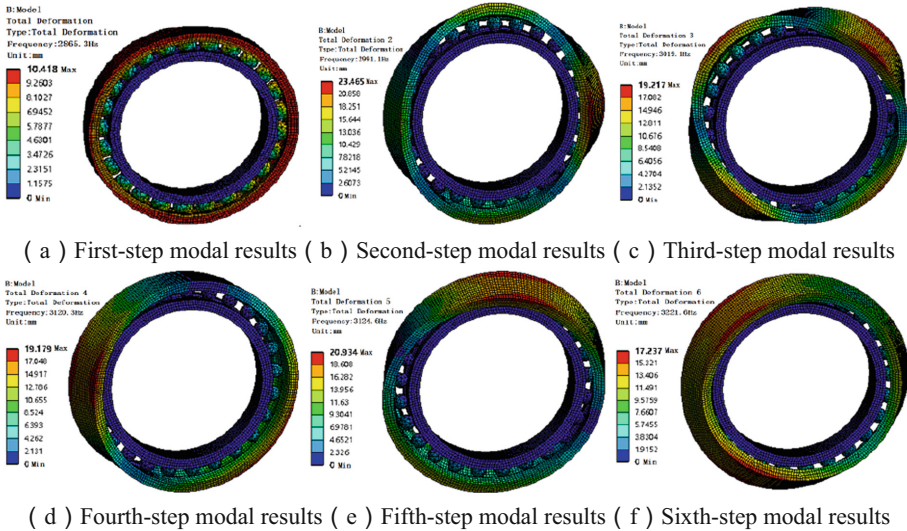 B:Model
Total Deformation
Type:Total Deformation
Frequency:2865.3Hz
Unit:mm
10.418 Max
9.2603
8.1027
6.9452
5.7877
4.6301
3.4726
2.3151
1.1575
0 Min
B:Model
Total Deformation 2
Type:Total Deformation
Frequency:2991.1Hz
Unit:mm
23.465 Max
20.858
18.251
15.644
13.036
10.429
7.8218
5.2145
2.6073
0 Min
B:Model
Total Deformation 3
Type:Total Deformation
Unit:mm
19.217 Max
17.082
14.946
12.811
10.676
8.5408
6.4056
4.2704
2.1352
0 Min
( a ) First-step modal results ( b ) Second-step modal results ( c ) Third-step modal results
B:Model
Total Deformation 4
Type:Total Deformation
Frequency:3120.3Hz
Unit:mm
19.179 Max
17.048
14.917
12.786
10.655
8.524
6.393
4.262
2.131
0 Min
B:Model
Total Deformation 5
Type:Total Deformation
Frequency:3124.6Hz
Unit:mm
20.934 Max
18.608
16.282
13.956
11.63
9.3041
6.9781
4.6521
2.326
0 Min
B:Model
Total Deformation 6
Type:Total Deformation
Frequency:3221.6Hz
Unit:mm
17.237 Max
15.321
13.406
11.491
9.5759
7.6607
5.7455
3.8304
1.9152
0 Min
( d ) Fourth-step modal results ( e ) Fifth-step modal results ( f ) Sixth-step modal results